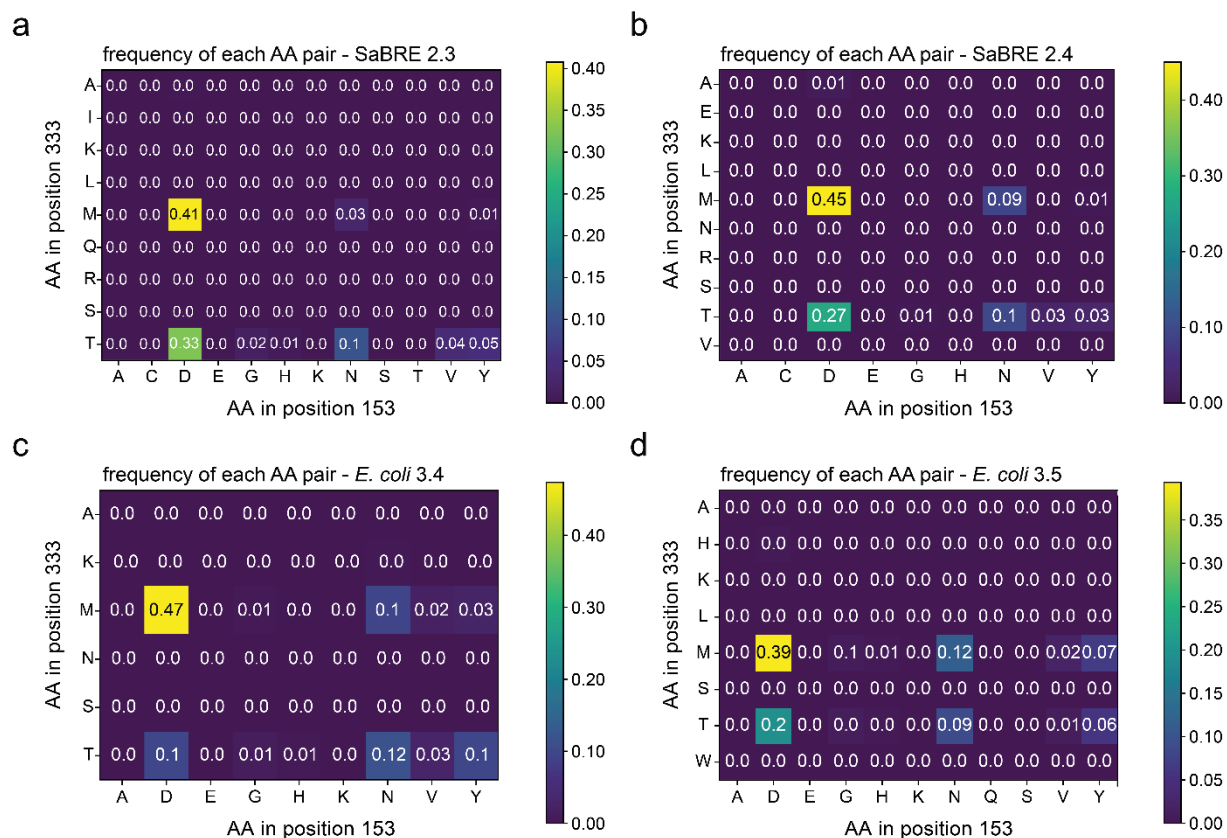 a
frequency of each AA pair - SaBRE 2.3
AA in position 333
A 0.0 0.0 0.0 0.0 0.0 0.0 0.0 0.0 0.0 0.0 0.0 0.0
I 0.0 0.0 0.0 0.0 0.0 0.0 0.0 0.0 0.0 0.0 0.0 0.0
K 0.0 0.0 0.0 0.0 0.0 0.0 0.0 0.0 0.0 0.0 0.0 0.0
L 0.0 0.0 0.0 0.0 0.0 0.0 0.0 0.0 0.0 0.0 0.0 0.0
M 0.0 0.0 0.41 0.0 0.0 0.0 0.0 0.03 0.0 0.0 0.0 0.01
Q 0.0 0.0 0.0 0.0 0.0 0.0 0.0 0.0 0.0 0.0 0.0 0.0
R 0.0 0.0 0.0 0.0 0.0 0.0 0.0 0.0 0.0 0.0 0.0 0.0
S 0.0 0.0 0.0 0.0 0.0 0.0 0.0 0.0 0.0 0.0 0.0 0.0
T 0.0 0.0 0.33 0.0 0.02 0.01 0.0 0.1 0.0 0.0 0.04 0.05
A C D E G H K N S T V Y
AA in position 153
0.40
0.35
0.30
0.25
0.20
0.15
0.10
0.05
0.00
b
frequency of each AA pair - SaBRE 2.4
AA in position 333
A 0.0 0.0 0.01 0.0 0.0 0.0 0.0 0.0 0.0
E 0.0 0.0 0.0 0.0 0.0 0.0 0.0 0.0 0.0
K 0.0 0.0 0.0 0.0 0.0 0.0 0.0 0.0 0.0
L 0.0 0.0 0.0 0.0 0.0 0.0 0.0 0.0 0.0
M 0.0 0.0 0.45 0.0 0.0 0.0 0.09 0.0 0.01
N 0.0 0.0 0.0 0.0 0.0 0.0 0.0 0.0 0.0
R 0.0 0.0 0.0 0.0 0.0 0.0 0.0 0.0 0.0
S 0.0 0.0 0.0 0.0 0.0 0.0 0.0 0.0 0.0
T 0.0 0.0 0.27 0.0 0.01 0.0 0.1 0.03 0.03
V 0.0 0.0 0.0 0.0 0.0 0.0 0.0 0.0 0.0
A C D E G H N V Y
AA in position 153
0.40
0.30
0.20
0.10
0.00
c
frequency of each AA pair - E. coli 3.4
AA in position 333
A 0.0 0.0 0.0 0.0 0.0 0.0 0.0 0.0 0.0
K 0.0 0.0 0.0 0.0 0.0 0.0 0.0 0.0 0.0
M 0.0 0.47 0.0 0.01 0.0 0.0 0.1 0.02 0.03
N 0.0 0.0 0.0 0.0 0.0 0.0 0.0 0.0 0.0
S 0.0 0.0 0.0 0.0 0.0 0.0 0.0 0.0 0.0
T 0.0 0.1 0.0 0.01 0.01 0.0 0.12 0.03 0.1
A D E G H K N V Y
AA in position 153
0.40
0.30
0.20
0.10
0.00
d
frequency of each AA pair - E. coli 3.5
AA in position 333
A 0.0 0.0 0.0 0.0 0.0 0.0 0.0 0.0 0.0 0.0 0.0
H 0.0 0.0 0.0 0.0 0.0 0.0 0.0 0.0 0.0 0.0 0.0
K 0.0 0.0 0.0 0.0 0.0 0.0 0.0 0.0 0.0 0.0 0.0
L 0.0 0.0 0.0 0.0 0.0 0.0 0.0 0.0 0.0 0.0 0.0
M 0.0 0.39 0.0 0.1 0.01 0.0 0.12 0.0 0.0 0.02 0.07
S 0.0 0.0 0.0 0.0 0.0 0.0 0.0 0.0 0.0 0.0 0.0
T 0.0 0.2 0.0 0.0 0.0 0.0 0.09 0.0 0.0 0.01 0.06
W 0.0 0.0 0.0 0.0 0.0 0.0 0.0 0.0 0.0 0.0 0.0
A D E G H K N Q S V Y
AA in position 153
0.35
0.30
0.25
0.20
0.15
0.10
0.05
0.00